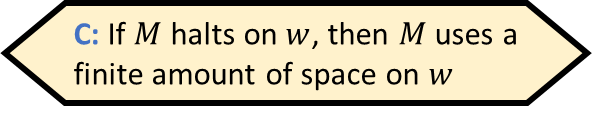 C: If M halts on w, then M uses a
finite amount of space on w